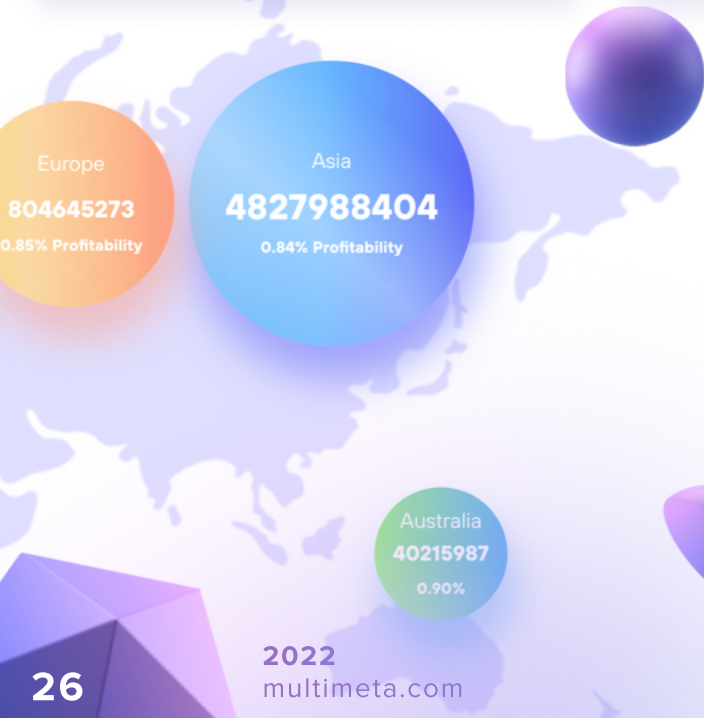 Europe
804645273
0.85% Profitability
Asia
4827988404
0.84% Profitability
Australia
40215987
0.90%
26
2022
multimeta.com